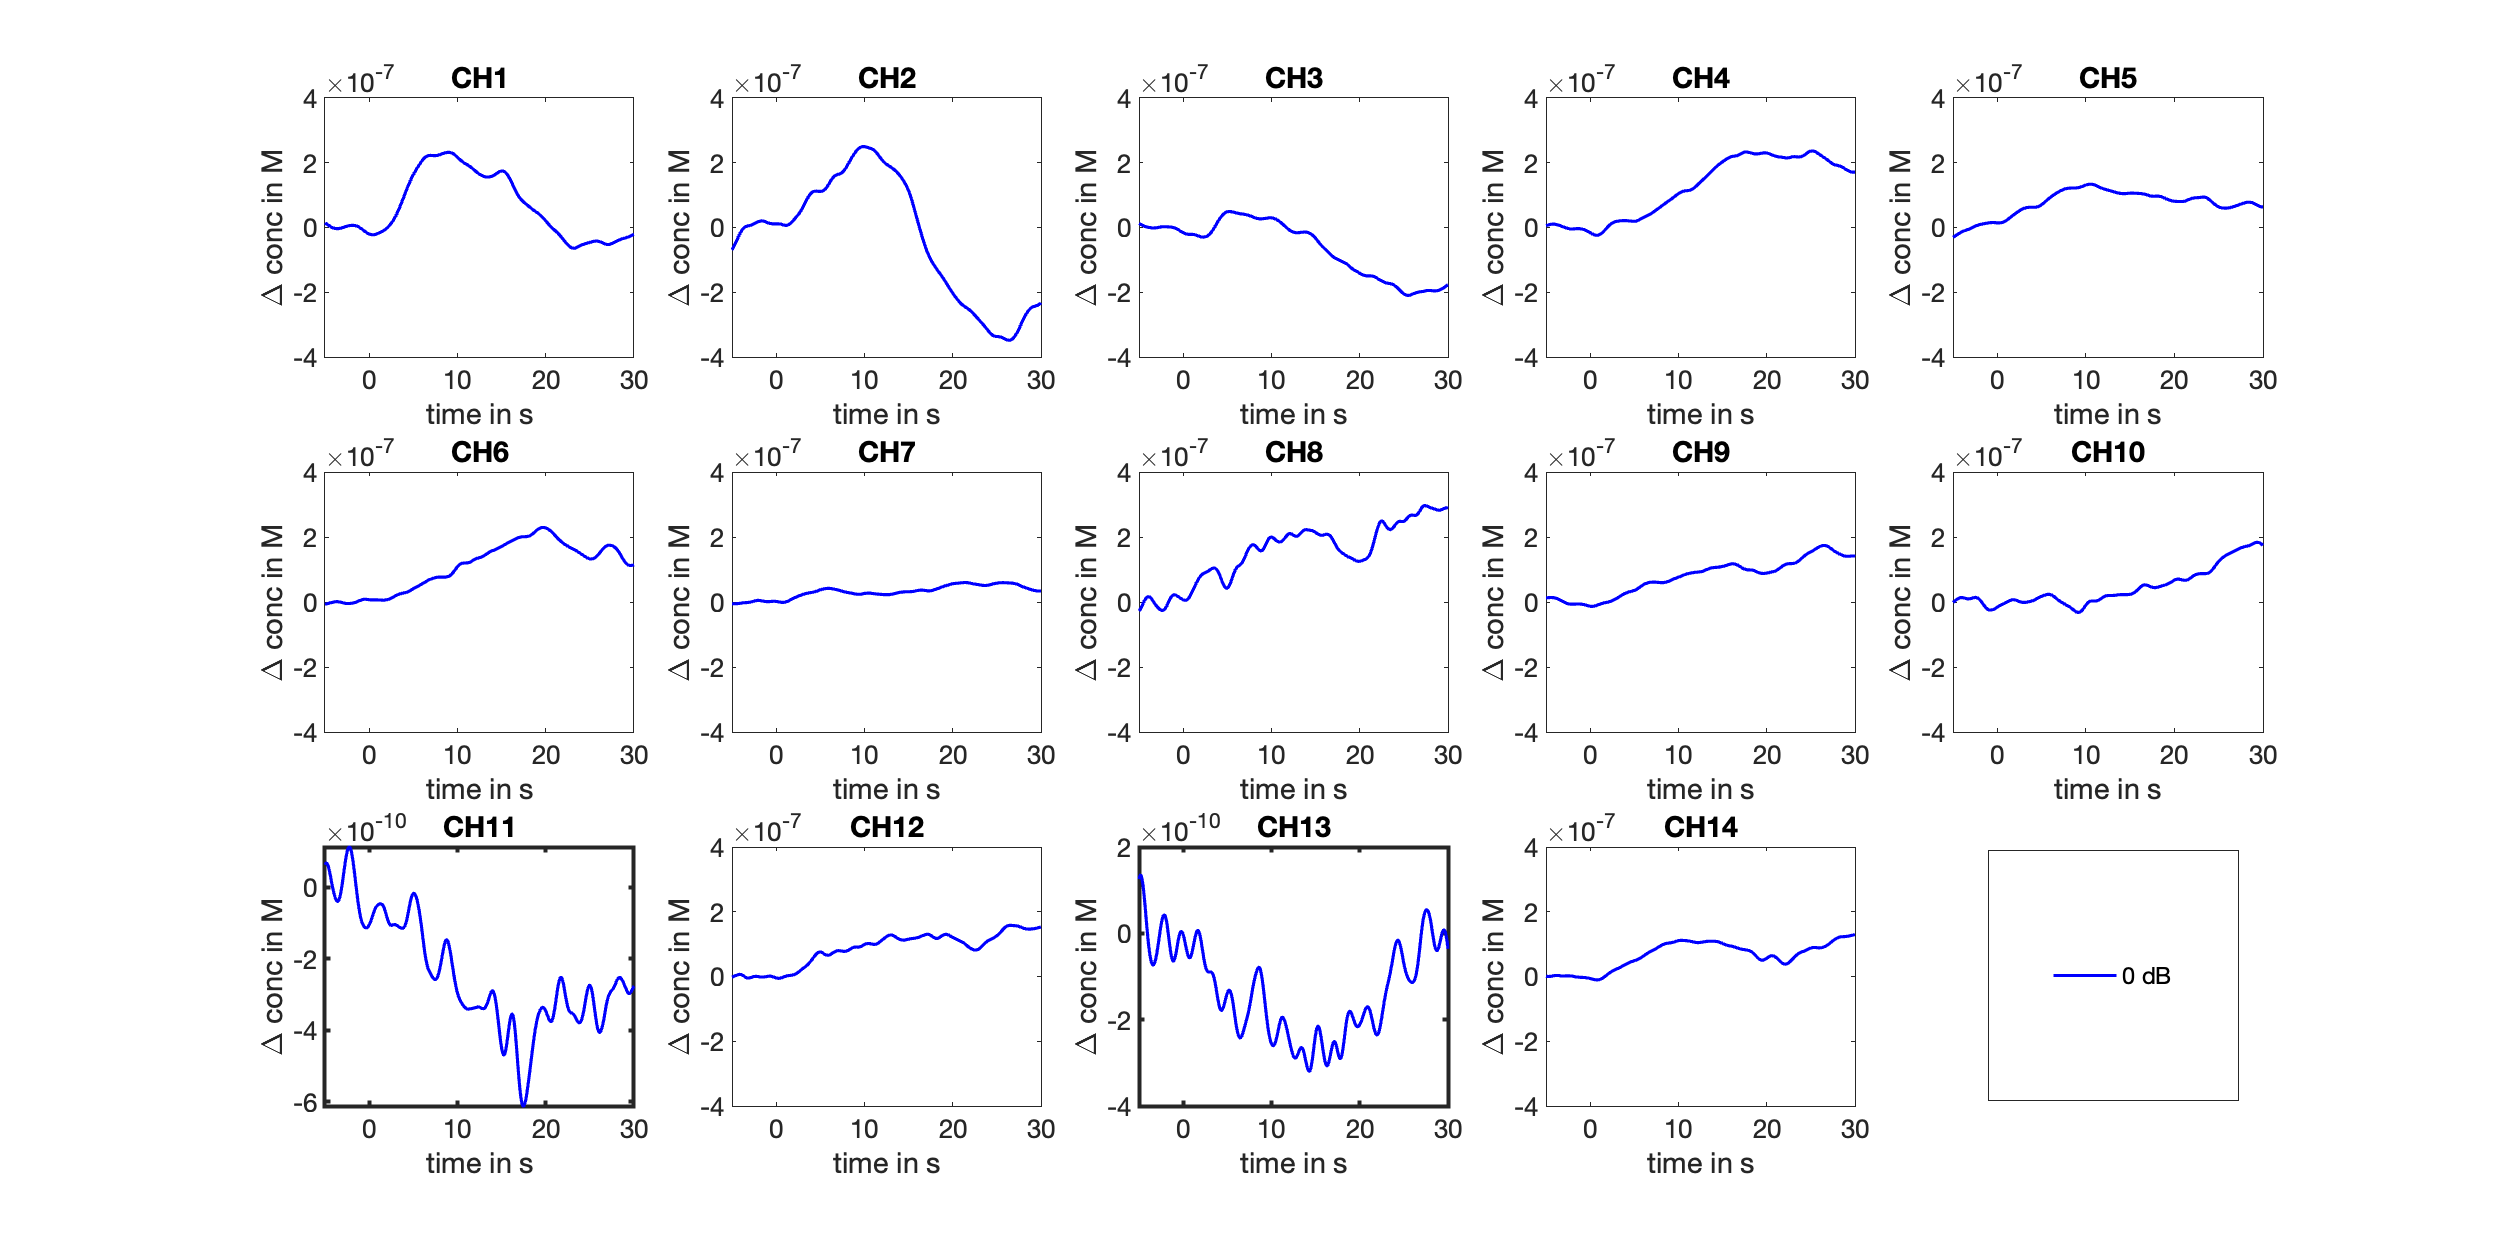 ×10-7 CH1 ×10-7 CH2 ×10-7 CH3 ×10-7 CH4 ×10-7 CH5
4 4 4 4 4
2 2 2 2 2
0 0 0 0 0
-2 -2 -2 -2 -2
-4 -4 -4 -4 -4
Δ conc in M Δ conc in M Δ conc in M Δ conc in M Δ conc in M
0 10 20 30 0 10 20 30 0 10 20 30 0 10 20 30 0 10 20 30
time in s time in s time in s time in s time in s
×10-7 CH6 ×10-7 CH7 ×10-7 CH8 ×10-7 CH9 ×10-7 CH10
4 4 4 4 4
2 2 2 2 2
0 0 0 0 0
-2 -2 -2 -2 -2
-4 -4 -4 -4 -4
Δ conc in M Δ conc in M Δ conc in M Δ conc in M Δ conc in M
0 10 20 30 0 10 20 30 0 10 20 30 0 10 20 30 0 10 20 30
time in s time in s time in s time in s time in s
×10-10 CH11 ×10-7 CH12 ×10-10 CH13 ×10-7 CH14
0 4 2 4
-2 2 0 2
-4 0 -2 0
-6 -2 -4 -2
-4 -4
Δ conc in M Δ conc in M Δ conc in M Δ conc in M
0 dB
0 10 20 30 0 10 20 30 0 10 20 30 0 10 20 30
time in s time in s time in s time in s